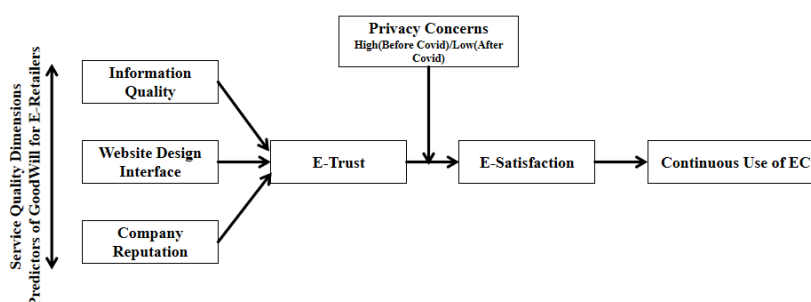 Privacy Concerns
High(Before Covid)/Low(After
Covid)
Service Quality Dimensions
Predictors of GoodWill for E-Retailers
Information
Quality
Website Design
Interface
Company
Reputation
E-Trust
E-Satisfaction
Continuous Use of EC